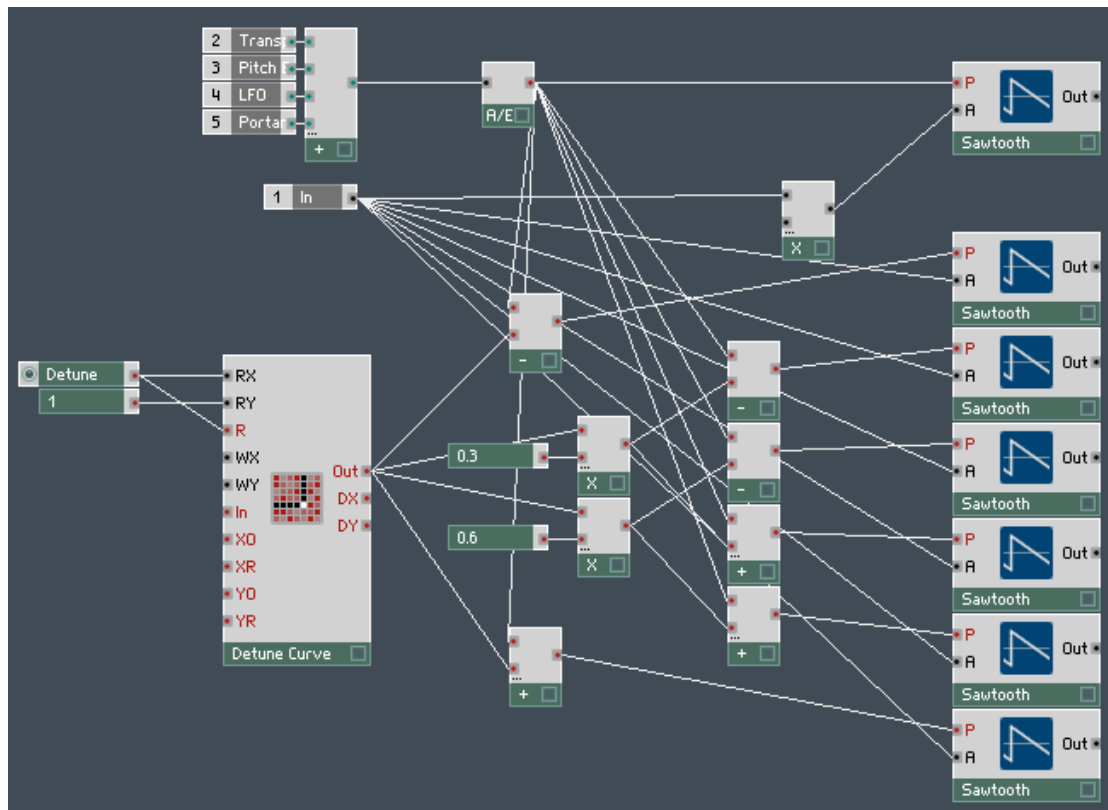 2 Transp
3 Pitch
4 LFO
5 Portar
...
+
A/E
P
A
Out
Sawtooth
1 In
...
X
P
A
Out
Sawtooth
-
P
A
Out
Sawtooth
Detune
1
RX
RY
R
WX
WY
In
XO
XR
YO
YR
Out
DX
DY
Detune Curve
-
0.3
...
X
P
A
Out
Sawtooth
-
0.6
...
X
P
A
Out
Sawtooth
...
+
...
+
P
A
Out
Sawtooth
...
+
P
A
Out
Sawtooth